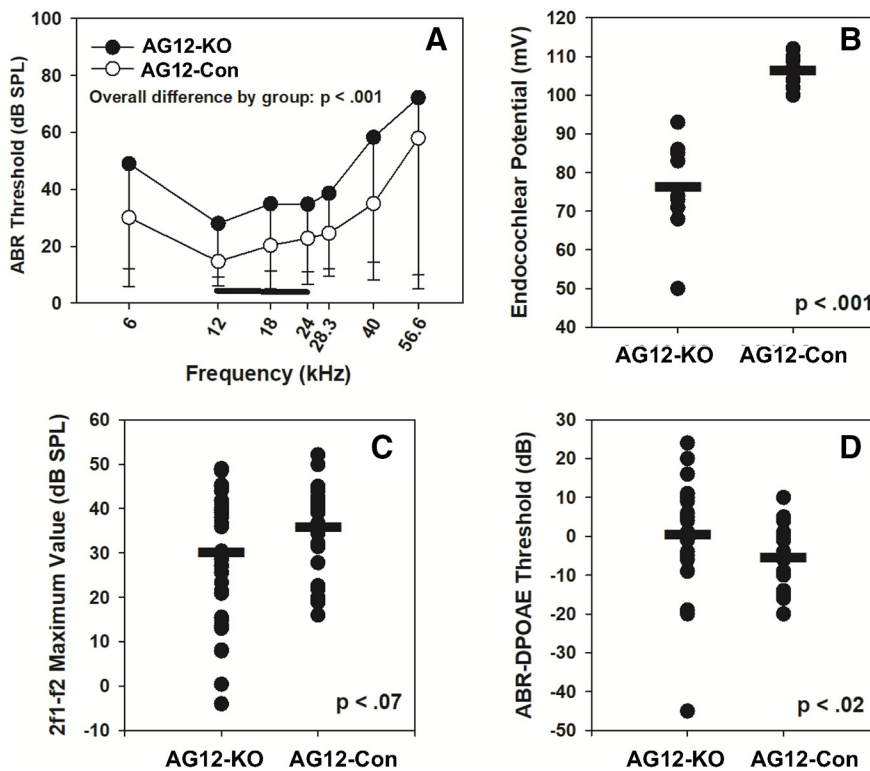 A
AG12-KO
AG12-Con
Overall difference by group: p < .001
ABR Threshold (dB SPL)
100
80
60
40
20
0
6
12
18
24
28.3
40
56.6
Frequency (kHz)
B
Endocochlear Potential (mV)
120
110
100
90
80
70
60
50
40
p < .001
AG12-KO
AG12-Con
C
2f1-f2 Maximum Value (dB SPL)
60
50
40
30
20
10
0
-10
p < .07
AG12-KO
AG12-Con
D
ABR-DPOAE Threshold (dB)
30
20
10
0
-10
-20
-30
-40
-50
p < .02
AG12-KO
AG12-Con